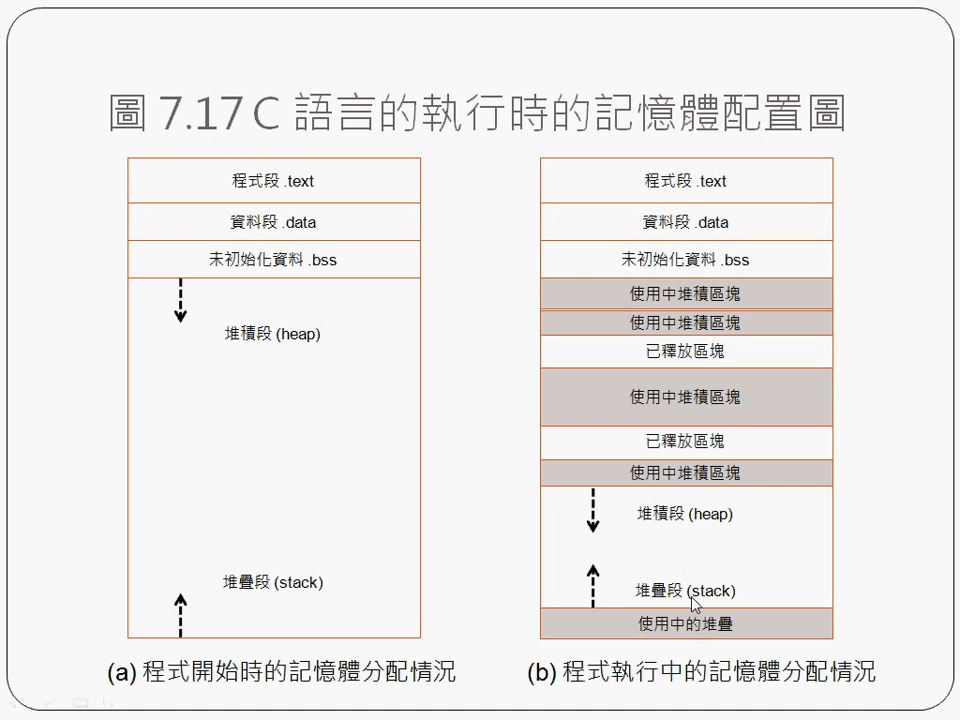 圖 7.17 C 語言的執行時的記憶體配置圖
程式段 .text
資料段 .data
未初始化資料 .bss
堆積段 (heap)
堆疊段 (stack)
(a) 程式開始時的記憶體分配情況
程式段 .text
資料段 .data
未初始化資料 .bss
使用中堆積區塊
使用中堆積區塊
已釋放區塊
使用中堆積區塊
已釋放區塊
使用中堆積區塊
堆積段 (heap)
堆疊段 (stack)
使用中的堆疊
(b) 程式執行中的記憶體分配情況